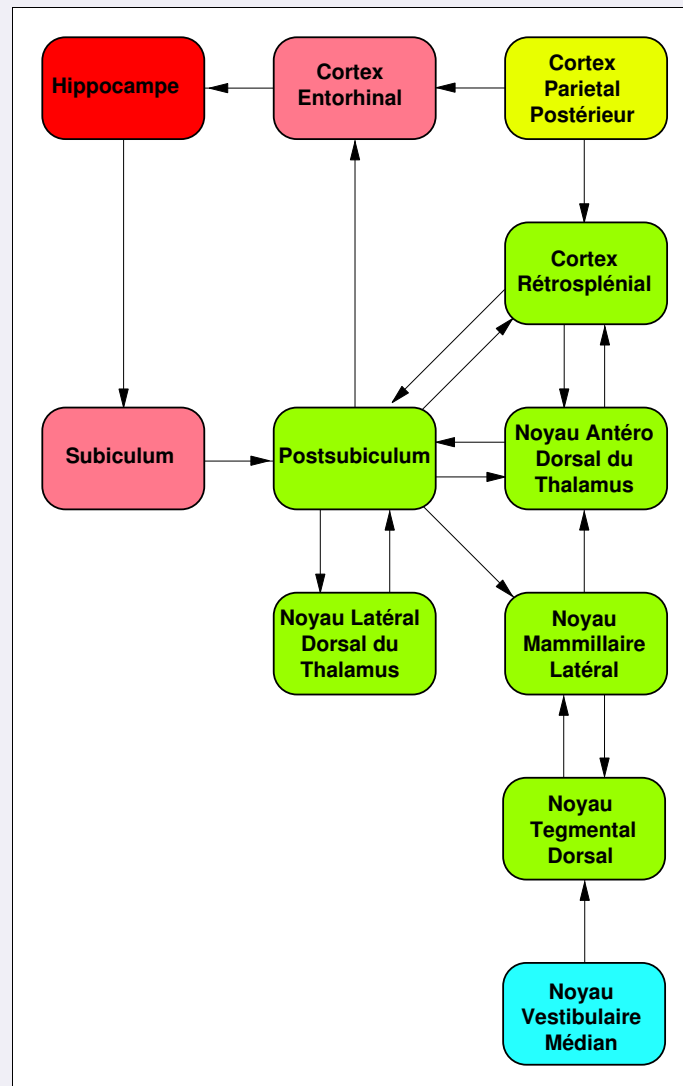 Hippocampe
Cortex
Entorhinal
Cortex
Parietal
Postérieur
Cortex
Rétrosplénial
Subiculum
Postsubiculum
Noyau Antéro
Dorsal du
Thalamus
Noyau Latéral
Dorsal du
Thalamus
Noyau
Mammillaire
Latéral
Noyau
Tegmental
Dorsal
Noyau
Vestibulaire
Médian